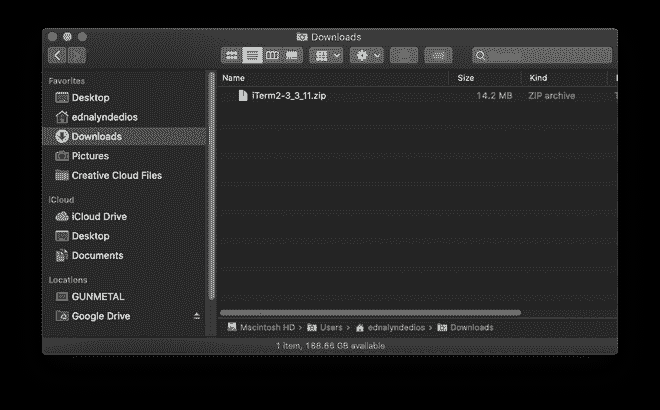 Downloads
Favorites
Desktop
ednalyndedios
Downloads
Pictures
Creative Cloud Files
iCloud
iCloud Drive
Desktop
Documents
Locations
GUNMETAL
Google Drive
Name Size Kind
iTerm2-3_3_11.zip 14.2 MB ZIP archive
Macintosh HD › Users › ednalyndedios › Downloads
1 item, 168.66 GB available